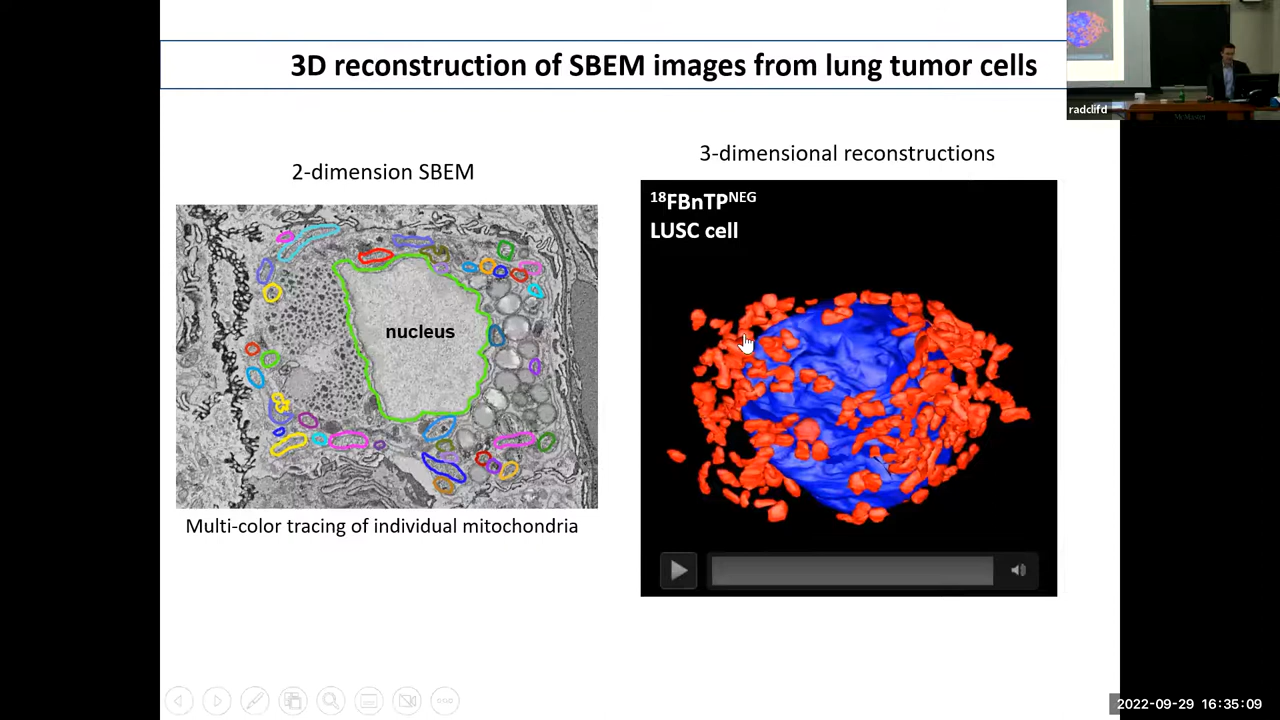 3D reconstruction of SBEM images from lung tumor cells
radclifd
McMaster
2-dimension SBEM
3-dimensional reconstructions
18FBnTPNEG
LUSC cell
nucleus
Multi-color tracing of individual mitochondria
2022-09-29 16:35:09